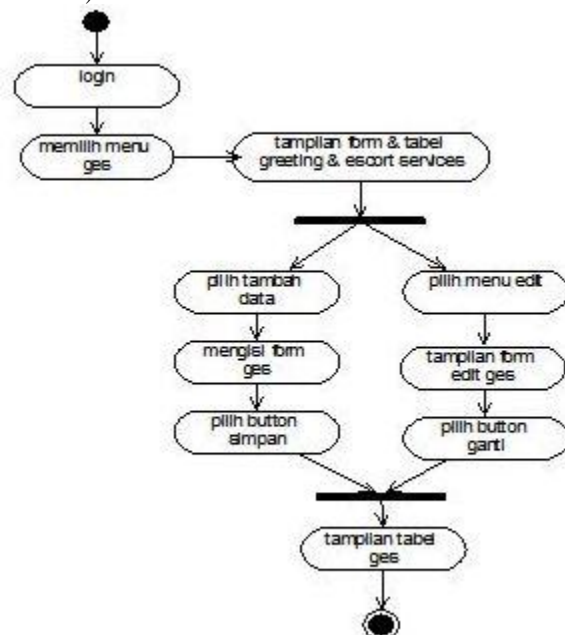 )
login
memilih menu
ges
tampilan form & tabel
greeting & escort services
pilih tambah
data
pilih menu edit
mengisi form
ges
tampilan form
edit ges
pilih button
simpan
pilih button
ganti
tampilan tabel
ges